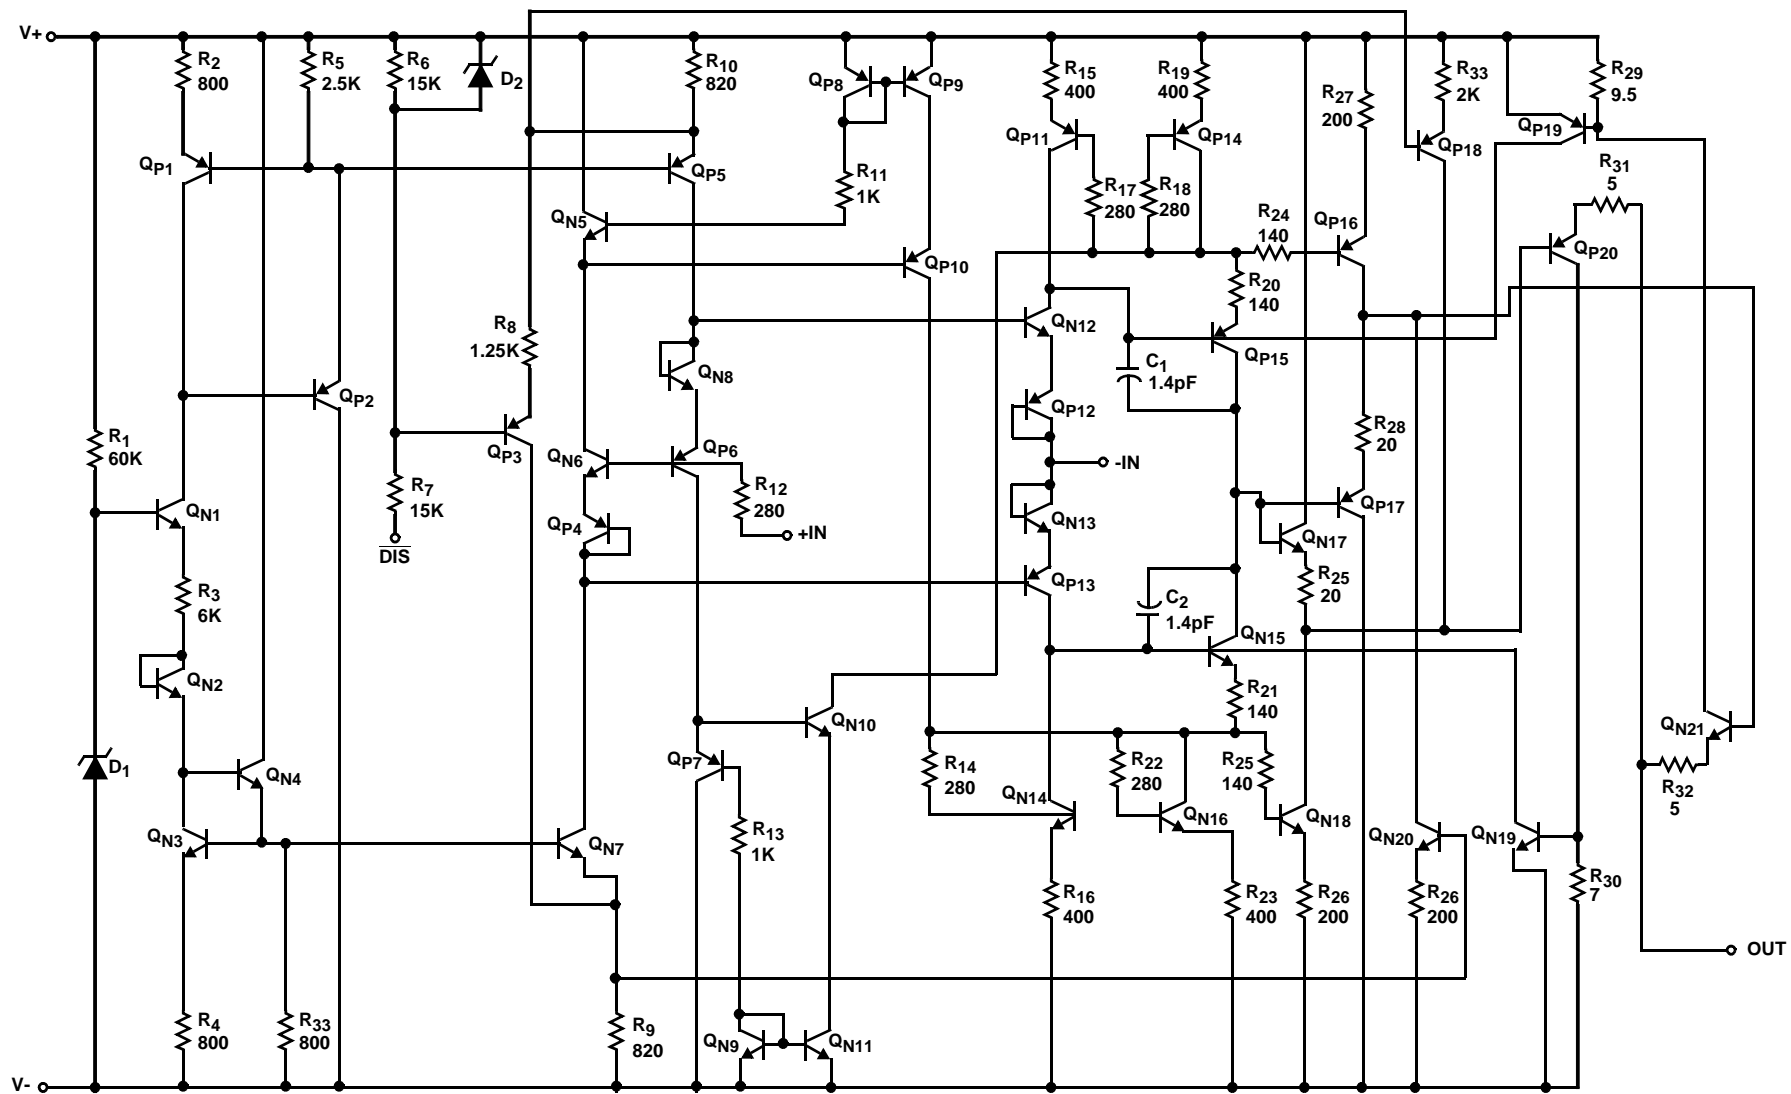 V+
R2
800
R5
2.5K
R6
15K
D2
R10
820
QP8
QP9
R15
400
R19
400
R27
200
R33
2K
R29
9.5
QP19
QP11
QP14
QP18
QP1
QP5
R11
1K
R17
280
R18
280
R31
5
QN5
R24
140
QP16
QP20
QP10
R20
140
R8
1.25K
QN12
QP15
QN8
C1
1.4pF
QP2
QP12
R1
60K
QP3
QN6
QP6
R28
20
-IN
R7
15K
R12
280
QP17
QN1
QP4
QN13
+IN
QN17
DIS
R3
6K
QP13
R25
20
C2
1.4pF
QN15
QN2
R21
140
QN10
QN21
D1
QN4
QP7
R14
280
R22
280
R25
140
R32
5
QN14
QN16
QN18
QN3
QN7
R13
1K
QN20
QN19
R16
400
R23
400
R26
200
R26
200
R30
7
OUT
R4
800
R33
800
R9
820
QN9
QN11
V-